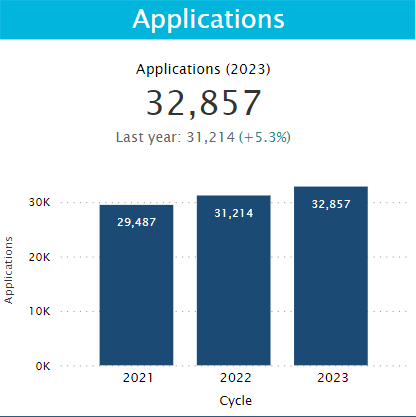 Applications
Applications (2023)
32,857
Last year: 31,214 (+5.3%)
Applications
30K
20K
10K
0K
29,487
31,214
32,857
2021
2022
2023
Cycle